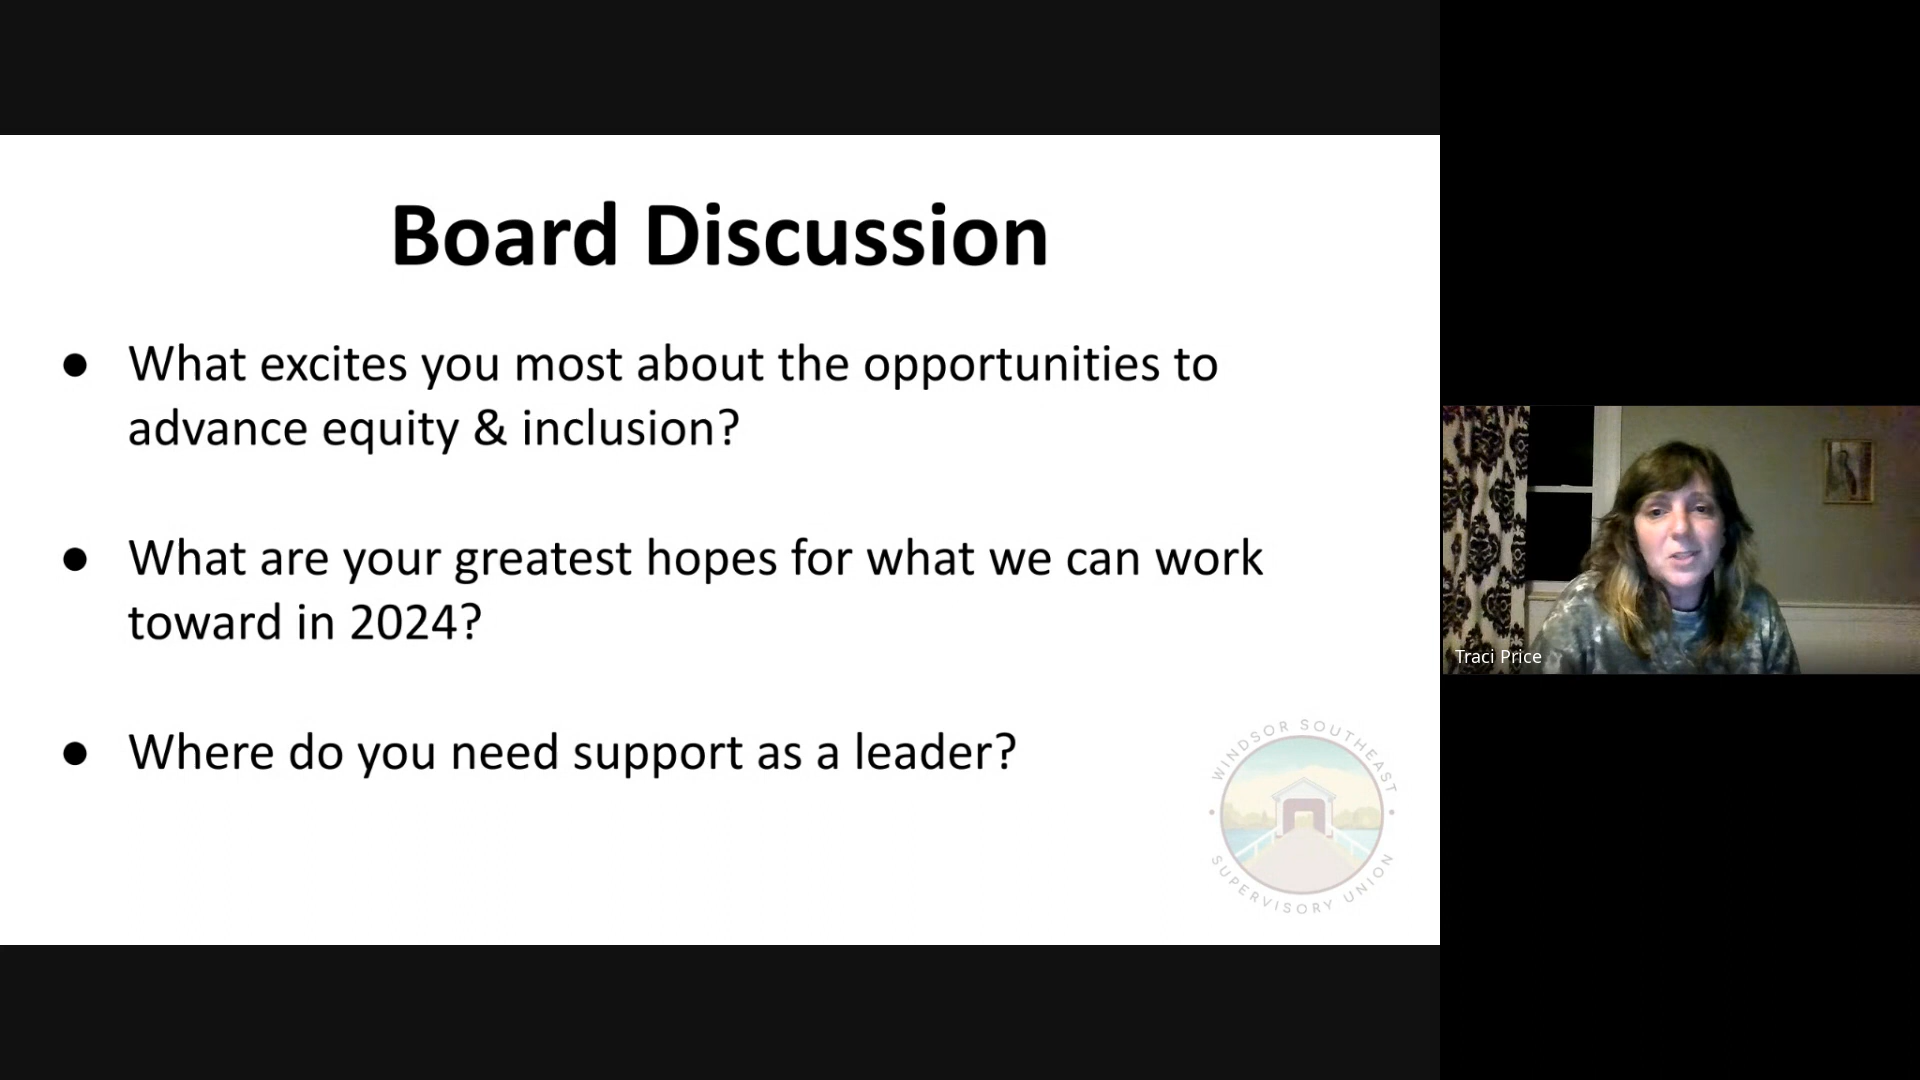 Board Discussion
● What excites you most about the opportunities to
advance equity & inclusion?
● What are your greatest hopes for what we can work
toward in 2024?
● Where do you need support as a leader?
WINDSOR SOUTHEAST
SUPERVISORY UNION
Traci Price